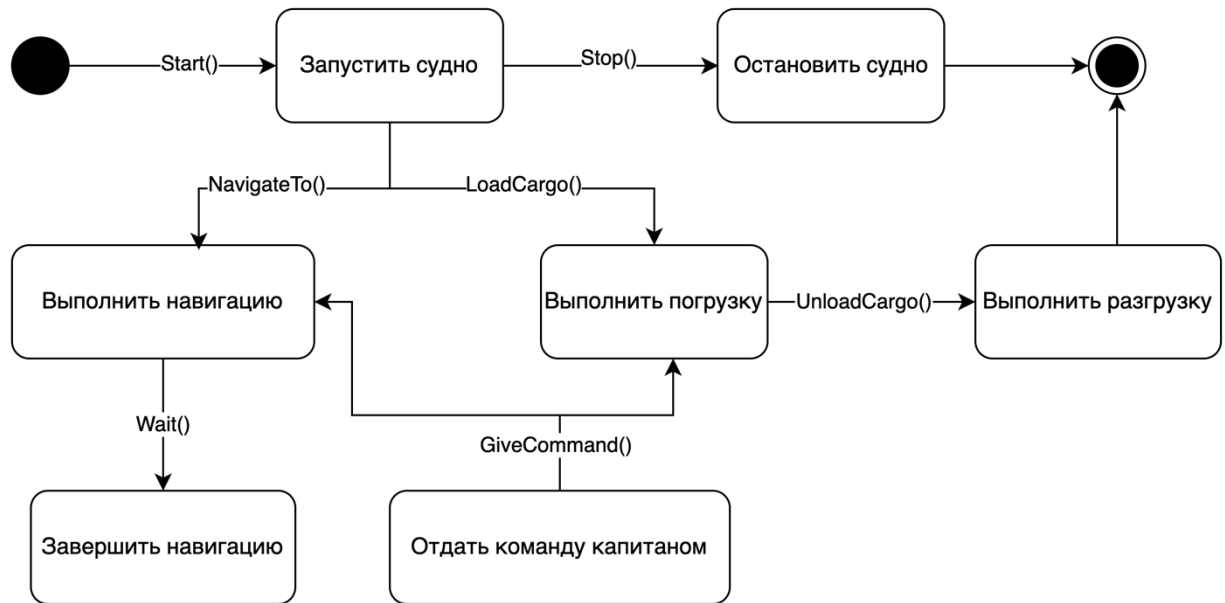 Start()
Запустить судно
Stop()
Остановить судно
NavigateTo()
LoadCargo()
Выполнить навигацию
Выполнить погрузку
UnloadCargo()
Выполнить разгрузку
Wait()
GiveCommand()
Завершить навигацию
Отдать команду капитаном